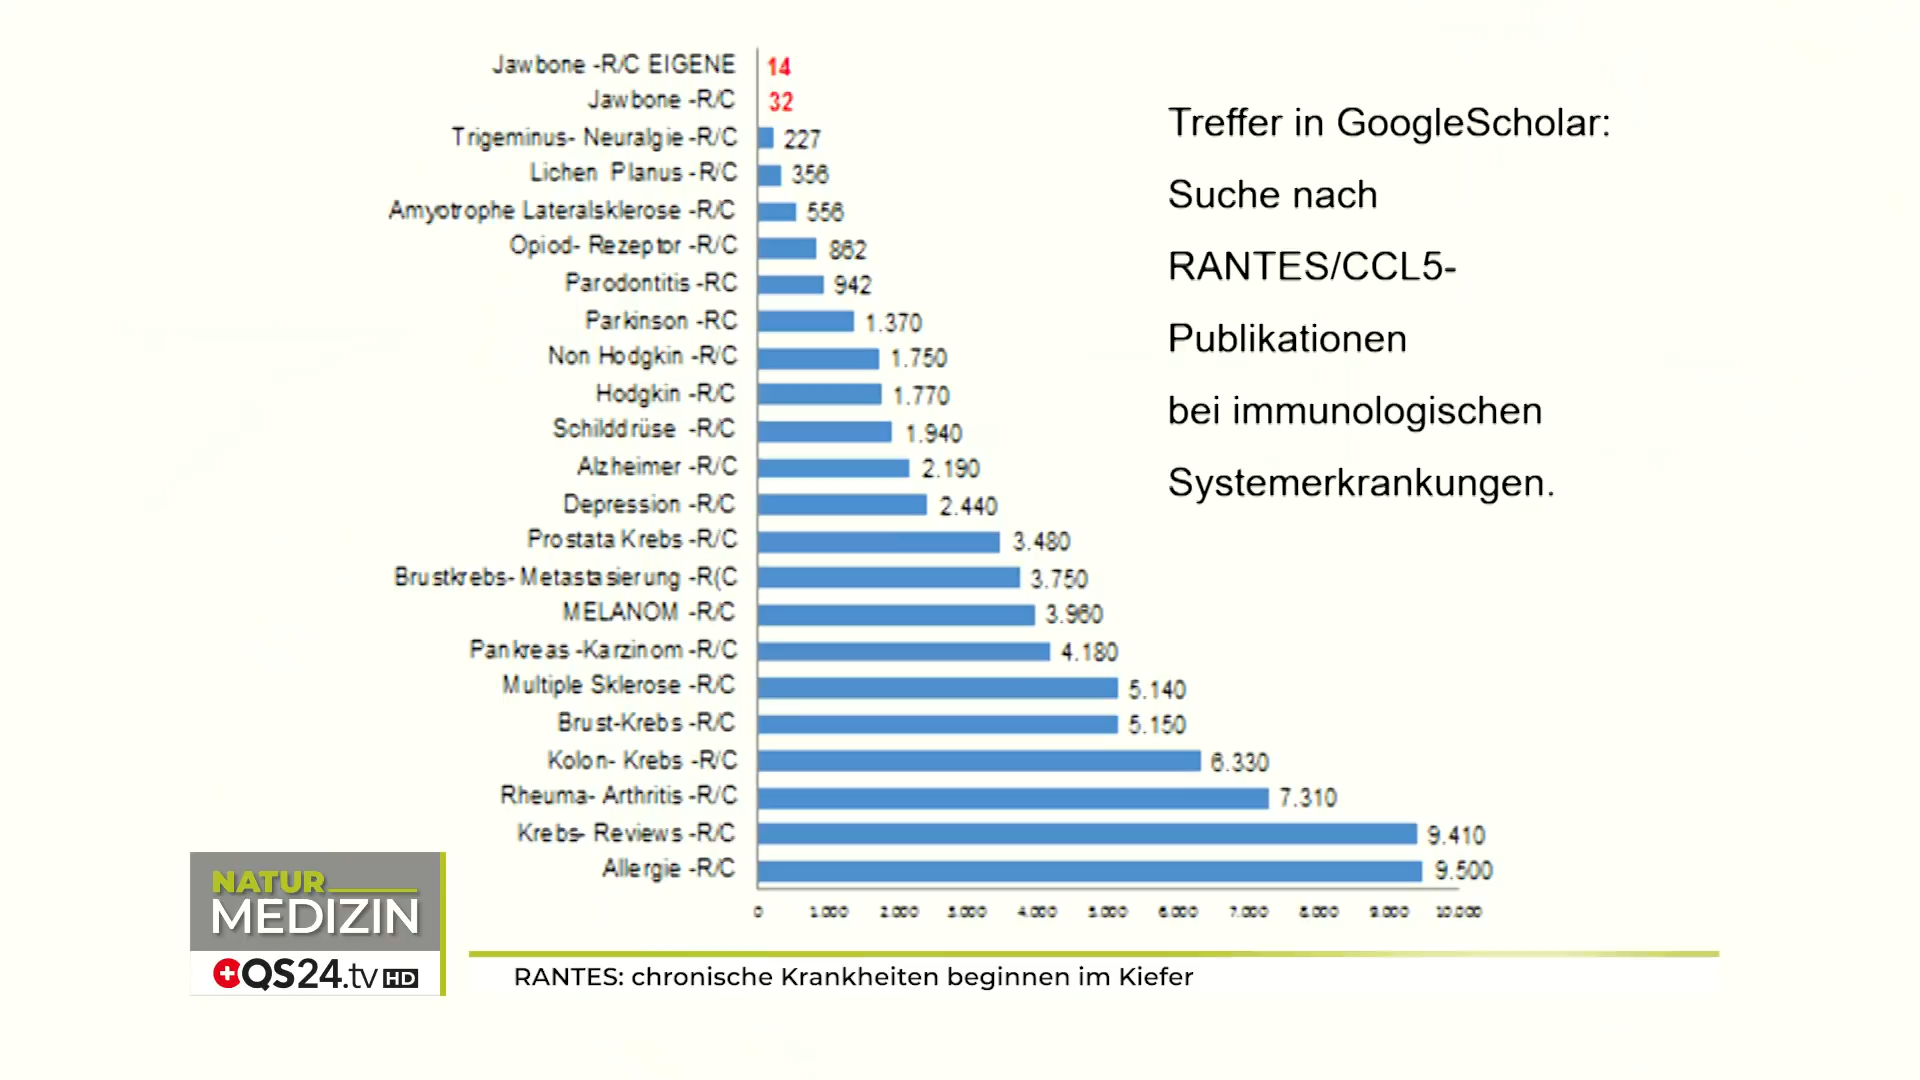 Jawbone -R/C EIGENE 14
Jawbone -R/C 32
Trigeminus- Neuralgie -R/C 227
Lichen Planus -R/C 356
Amyotrophe Lateralsklerose -R/C 556
Opiod- Rezeptor -R/C 862
Parodontitis -RC 942
Parkinson -RC 1.370
Non Hodgkin -R/C 1.750
Hodgkin -R/C 1.770
Schilddrüse -R/C 1.940
Alzheimer -R/C 2.190
Depression -R/C 2.440
Prostata Krebs -R/C 3.480
Brustkrebs- Metastasierung -R(C 3.750
MELANOM -R/C 3.960
Pankreas -Karzinom -R/C 4.180
Multiple Sklerose -R/C 5.140
Brust-Krebs -R/C 5.150
Kolon- Krebs -R/C 6.330
Rheuma- Arthritis -R/C 7.310
Krebs- Reviews -R/C 9.410
Allergie -R/C 9.500
0 1.000 2.000 3.000 4.000 5.000 6.000 7.000 8.000 9.000 10.000
Treffer in GoogleScholar:
Suche nach
RANTES/CCL5-
Publikationen
bei immunologischen
Systemerkrankungen.
NATUR
MEDIZIN
QS24.tv HD
RANTES: chronische Krankheiten beginnen im Kiefer